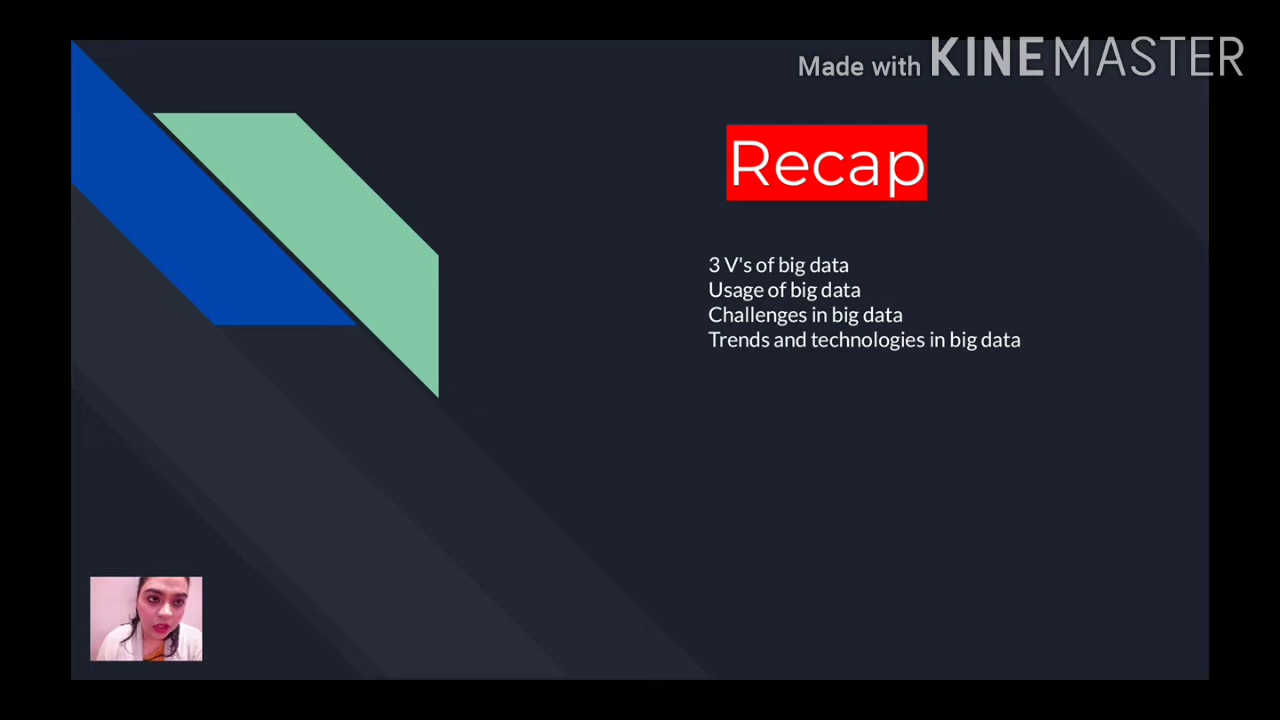 Made with KINEMASTER
Recap
3 V's of big data
Usage of big data
Challenges in big data
Trends and technologies in big data